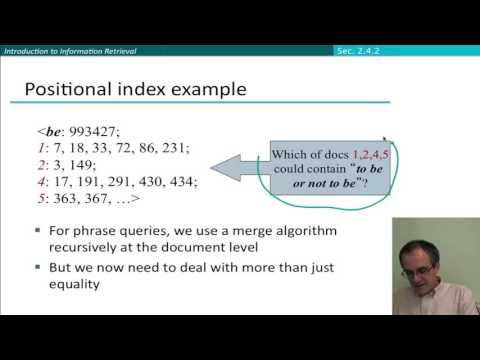 Introduction to Information Retrieval
Sec. 2.4.2
Positional index example
<be: 993427;
1: 7, 18, 33, 72, 86, 231;
2: 3, 149;
4: 17, 191, 291, 430, 434;
5: 363, 367, …>
Which of docs 1,2,4,5
could contain “to be
or not to be”?
• For phrase queries, we use a merge algorithm
recursively at the document level
• But we now need to deal with more than just
equality